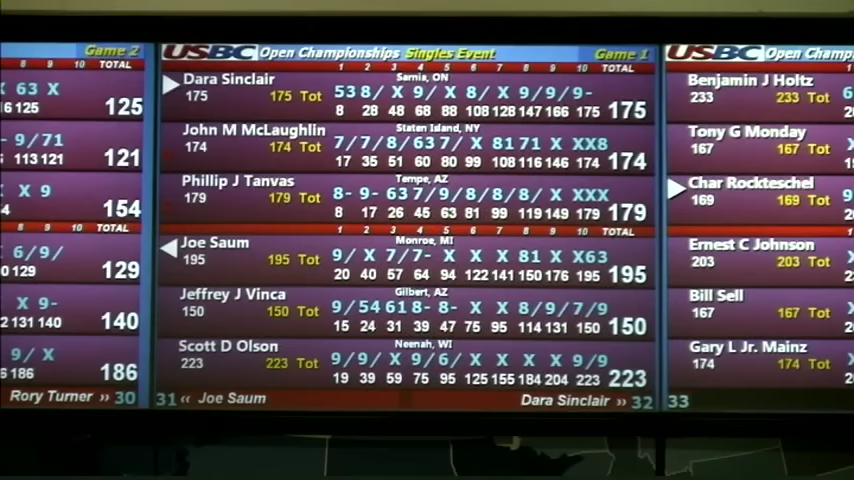 Game 2
8 9 10 TOTAL
X 63 X
6 125 125
- 9/71
113 121 121
X 9
154
TOTAL
6/9/
0 129 129
X 9-
2 131 140 140
9/ X
186 186
Rory Turner ›› 30
USBC Open Championships Singles Event Game 1
1 2 3 4 5 6 7 8 9 10 TOTAL
Dara Sinclair Sarnia, ON
53 8/ X 9/ X 8/ X 9/9/9-
175 175 Tot 8 28 48 68 88 108 128 147 166 175 175
John M McLaughlin Staten Island, NY
7/7/8/637/ X 81 71 X XX8
174 174 Tot 17 35 51 60 80 99 108 116 146 174 174
Phillip J Tanvas Tempe, AZ
8- 9- 637/9/8/8/8/ X XXX
179 179 Tot 8 17 26 45 63 81 99 119 149 179 179
1 2 3 4 5 6 7 8 9 10 TOTAL
Joe Saum Monroe, MI
9/ X 7/7- X X 8/ 81 X X63
195 195 Tot 20 40 57 64 94 122 141 150 176 195 195
Jeffrey J Vinca Gilbert, AZ
9/54 61 8- 8- X X 8/9/7/9
150 150 Tot 15 24 31 39 47 75 95 114 131 150 150
Scott D Olson Neenah, WI
9/9/ X 9/6/ X X X 9/9
223 223 Tot 19 39 59 75 95 125 155 184 204 223 223
31 ‹‹ Joe Saum Dara Sinclair ›› 32
USBC Open Champ
1
Benjamin J Holtz
233 233 Tot
Tony G Monday
167 167 Tot
Char Rockteschel
169 169 Tot
Ernest C Johnson
203 203 Tot
Bill Sell
167 167 Tot
Gary L Jr. Mainz
174 174 Tot
33